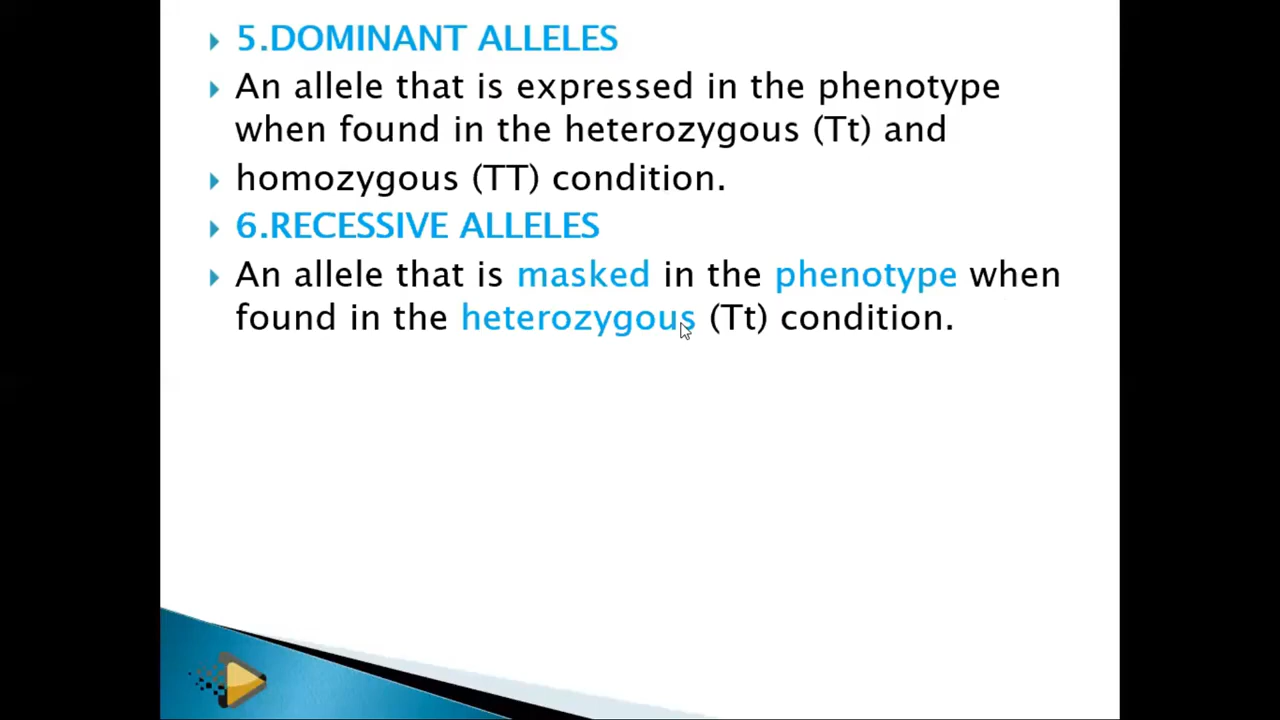 5.DOMINANT ALLELES
An allele that is expressed in the phenotype
when found in the heterozygous (Tt) and
homozygous (TT) condition.
6.RECESSIVE ALLELES
An allele that is masked in the phenotype when
found in the heterozygous (Tt) condition.